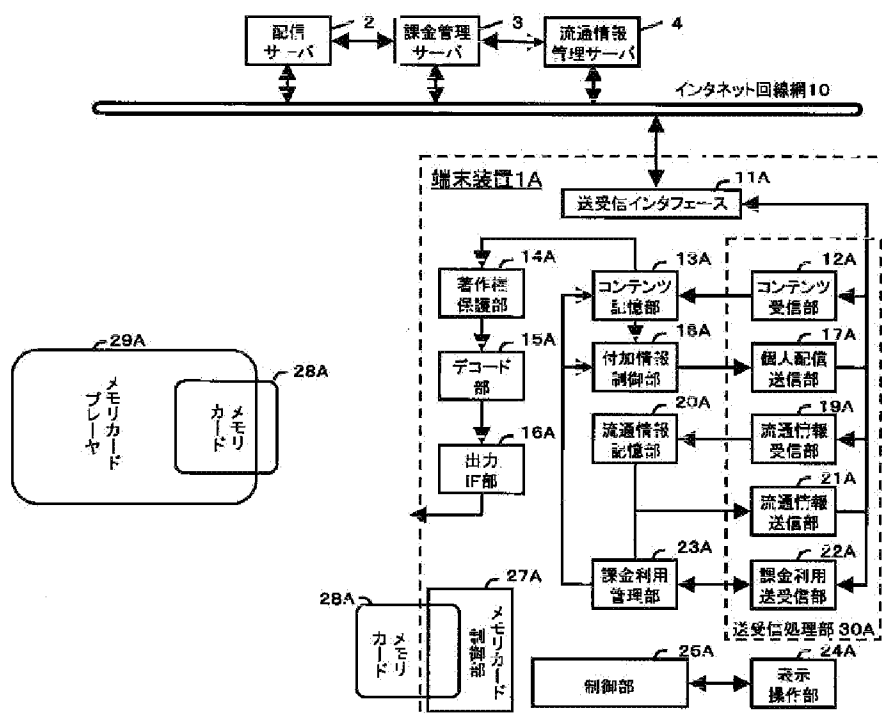 配信
サーバ
2
課金管理
サーバ
3
流通情報
管理サーバ
4
インタネット回線網10
端末装置1A
11A
送受信インタフェース
14A
著作権
保護部
13A
コンテンツ
記憶部
12A
コンテンツ
受信部
15A
デコード
部
18A
付加情報
制御部
17A
個人配信
送信部
29A
メモリカード
プレーヤ
28A
メモリ
カード
16A
出力
IF部
20A
流通情報
記憶部
19A
流通情報
受信部
21A
流通情報
送信部
23A
課金利用
管理部
22A
課金利用
送受信部
送受信処理部30A
28A
メモリ
カード
27A
メモリカード
制御部
制御部
24A
表示
操作部